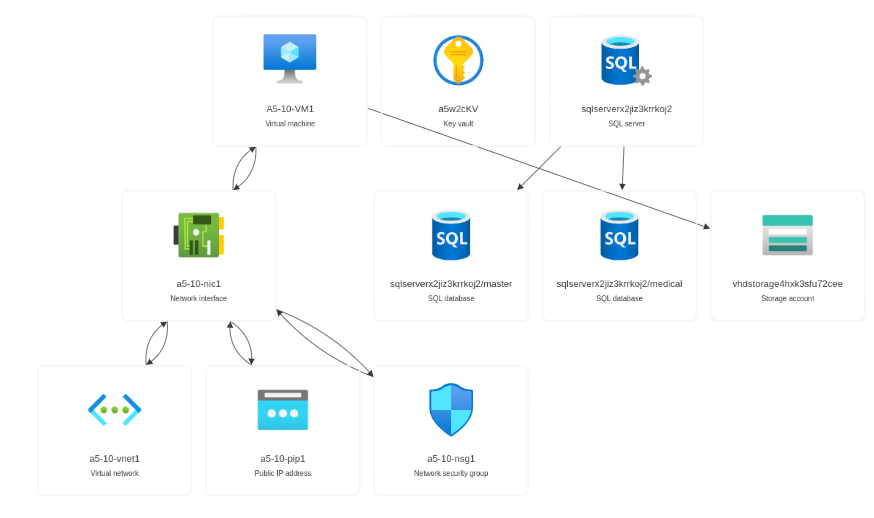 A5-10-VM1
Virtual machine
a5w2cKV
Key vault
SQL
sqlserverx2jiz3krrkoj2
SQL server
a5-10-nic1
Network interface
SQL
sqlserverx2jiz3krrkoj2/master
SQL database
SQL
sqlserverx2jiz3krrkoj2/medical
SQL database
vhdstorage4hxk3sfu72cee
Storage account
a5-10-vnet1
Virtual network
a5-10-pip1
Public IP address
a5-10-nsg1
Network security group